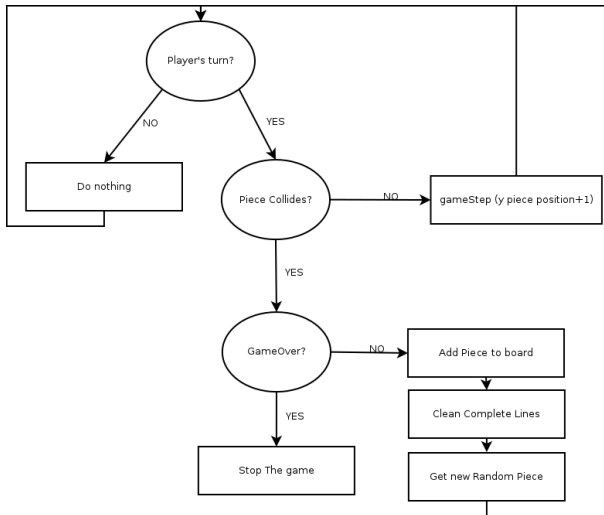 Player's turn?
NO
YES
Do nothing
Piece Collides?
NO
gameStep (y piece position+1)
YES
GameOver?
NO
Add Piece to board
YES
Clean Complete Lines
Stop The game
Get new Random Piece